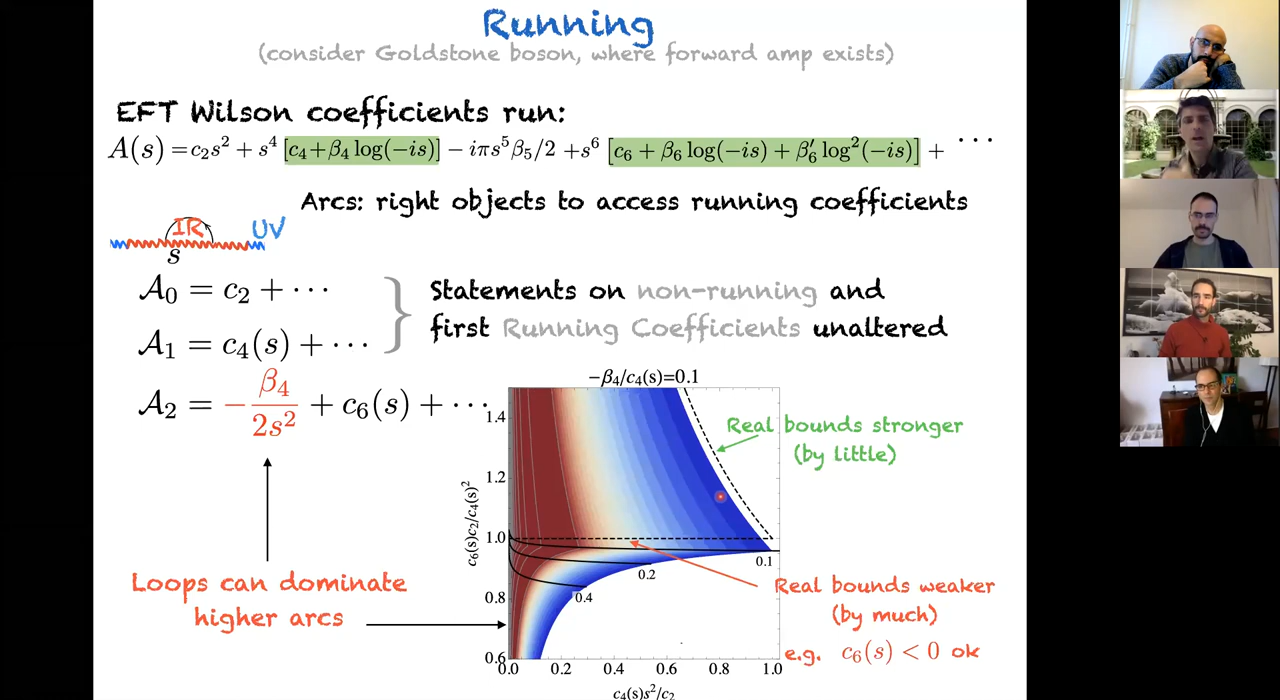 Running
(consider Goldstone boson, where forward amp exists)
EFT Wilson coefficients run:
A(s) = c₂s² + s⁴ [c₄ + β₄ log(−is)] − iπs⁵β₅/2 + s⁶ [c₆ + β₆ log(−is) + β₆′ log²(−is)] + ⋯
Arcs: right objects to access running coefficients
IR UV
s
𝒜₀ = c₂ + ⋯
𝒜₁ = c₄(s) + ⋯
} Statements on non-running and
first Running Coefficients unaltered
𝒜₂ = − β₄/2s² + c₆(s) + ⋯
−β₄/c₄(s)=0.1
Real bounds stronger
(by little)
1.4
1.2
1.0
0.8
0.6
c₆(s)c₂/c₄(s)²
0.1
0.2
0.4
Loops can dominate
higher arcs
Real bounds weaker
(by much)
e.g. c₆(s) < 0 ok
0.0 0.2 0.4 0.6 0.8 1.0
c₄(s)s²/c₂